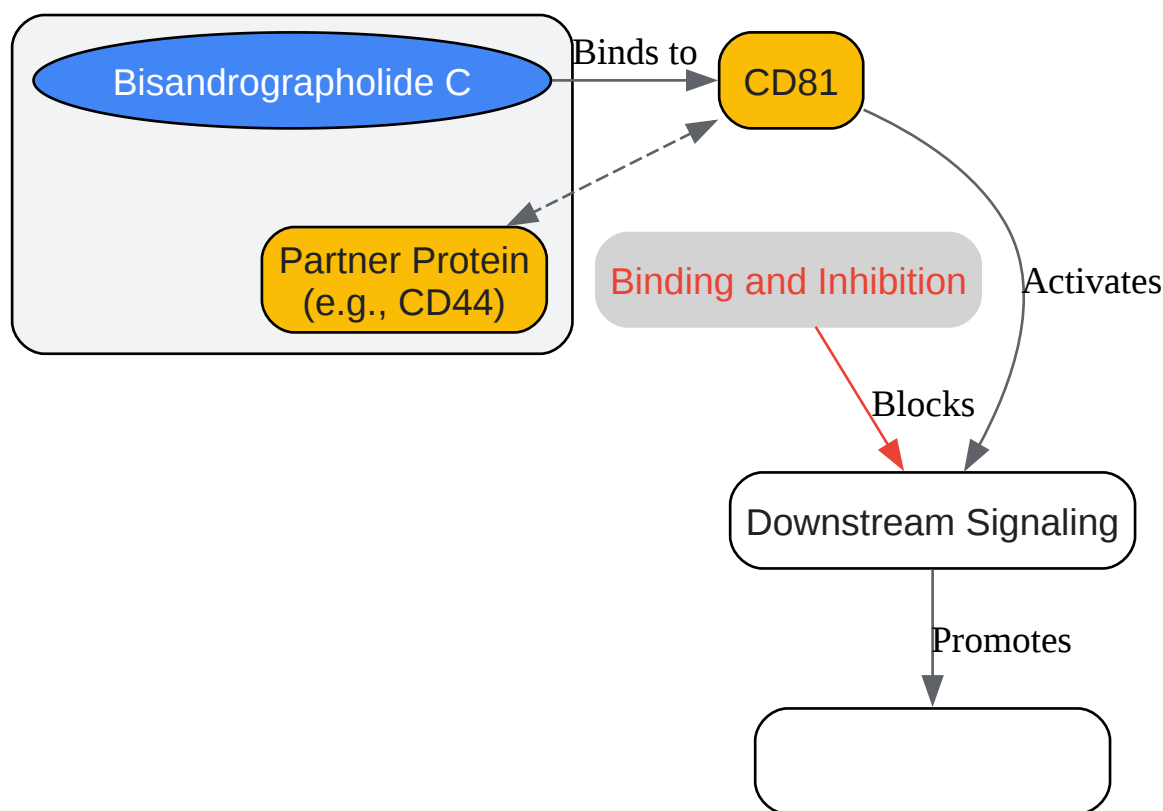 Bisandrographolide C
Binds to
CD81
Partner Protein
(e.g., CD44)
Binding and Inhibition
Activates
Blocks
Downstream Signaling
Promotes